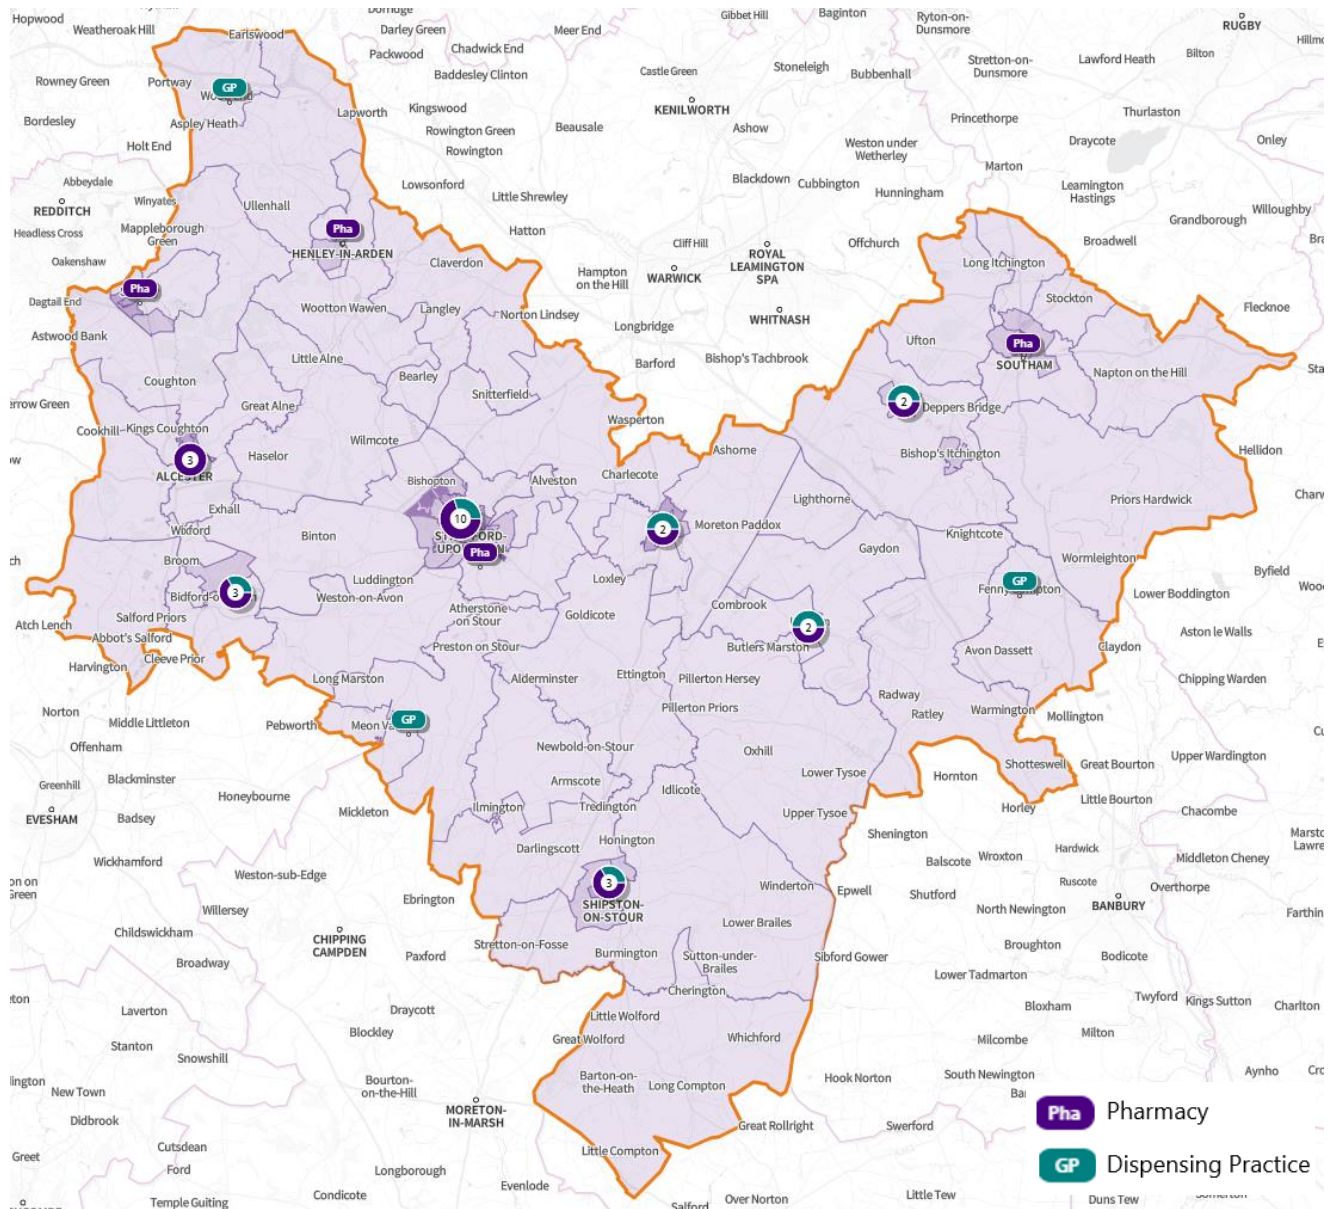 Hopwood
Weatheroak Hill
Earlswood
Darley Green
Packwood
Chadwick End
Meer End
Gibbet Hill
Baginton
Ryton-on-
Dunsmore
RUGBY
Rowney Green
Portway
GP
Baddesley Clinton
Castle Green
Stoneleigh
Bubbenhall
Stretton-on-
Dunsmore
Lawford Heath
Bilton
Bordesley
Aspley Heath
Lapworth
Kingswood
KENILWORTH
Princethorpe
Thurlaston
Holt End
Rowington Green
Rowington
Beausale
Ashow
Weston under
Wetherley
Draycote
Onley
Abbeydale
Lowsonford
Blackdown
Cubbington
Hunningham
Marton
Leamington
Hastings
REDDITCH
Winyates
Ullenhall
Little Shrewley
Willoughby
Headless Cross
Mappleborough
Green
Pha
HENLEY-IN-ARDEN
Hatton
Cliff Hill
ROYAL
LEAMINGTON
SPA
Offchurch
Grandborough
Broadwell
Oakenshaw
Claverdon
Hampton
on the Hill
WARWICK
Long Itchington
Dagtail End
Pha
Wootton Wawen
Langley
Norton Lindsey
WHITNASH
Stockton
Flecknoe
Astwood Bank
Longbridge
Ufton
Pha
SOUTHAM
Little Alne
Barford
Bishop's Tachbrook
Napton on the Hill
Coughton
Bearley
Snitterfield
2
Deppers Bridge
Great Alne
Wasperton
Cookhill
Kings Coughton
Wilmcote
Ashorne
Bishop's Itchington
Hellidon
3
ALCESTER
Haselor
Bishopton
Alveston
Charlecote
Lighthorne
Priors Hardwick
Exhall
10
2
Moreton Paddox
Wixford
Binton
Pha
Knightcote
Broom
Gaydon
Wormleighton
Luddington
Loxley
GP
Byfield
3
Weston-on-Avon
Atherstone
on Stour
Goldicote
Combrook
2
Lower Boddington
Salford Priors
Atch Lench
Abbot's Salford
Preston on Stour
Butlers Marston
Avon Dassett
Aston le Walls
Claydon
Harvington
Cleeve Prior
Long Marston
Alderminster
Ettington
Pillerton Hersey
Chipping Warden
Norton
Middle Littleton
Pebworth
GP
Pillerton Priors
Radway
Ratley
Warmington
Mollington
Offenham
Newbold-on-Stour
Oxhill
Upper Wardington
Greenhill
Blackminster
Honeybourne
Armscote
Lower Tysoe
Hornton
Shotteswell
Great Bourton
EVESHAM
Badsey
Mickleton
Ilmington
Tredington
Idlicote
Upper Tysoe
Horley
Little Bourton
Chacombe
Wickhamford
Darlingscott
Honington
Shenington
Balscote
Wroxton
Hardwick
Middleton Cheney
Weston-sub-Edge
3
SHIPSTON-
ON-STOUR
Winderton
Epwell
Shutford
Ruscote
Overthorpe
Willersey
Ebrington
North Newington
BANBURY
Childswickham
CHIPPING
CAMPDEN
Lower Brailes
Broadway
Paxford
Stretton-on-Fosse
Burmington
Sutton-under-
Brailes
Sibford Gower
Broughton
Bodicote
Cherington
Lower Tadmarton
Twyford
Kings Sutton
Charlton
Laverton
Draycott
Little Wolford
Bloxham
Blockley
Great Wolford
Whichford
Milcombe
Milton
Stanton
Snowshill
New Town
Bourton-
on-the-Hill
Barton-on-
the-Heath
Long Compton
Hook Norton
South Newington
Aynho
Didbrook
MORETON-
IN-MARSH
Great Rollright
Swerford
Pha Pharmacy
Cutsdean
Ford
Little Compton
GP Dispensing Practice
Greet
Longborough
Evenlode
Temple Guiting
Condicote
Salford
Over Norton
Little Tew
Duns Tew